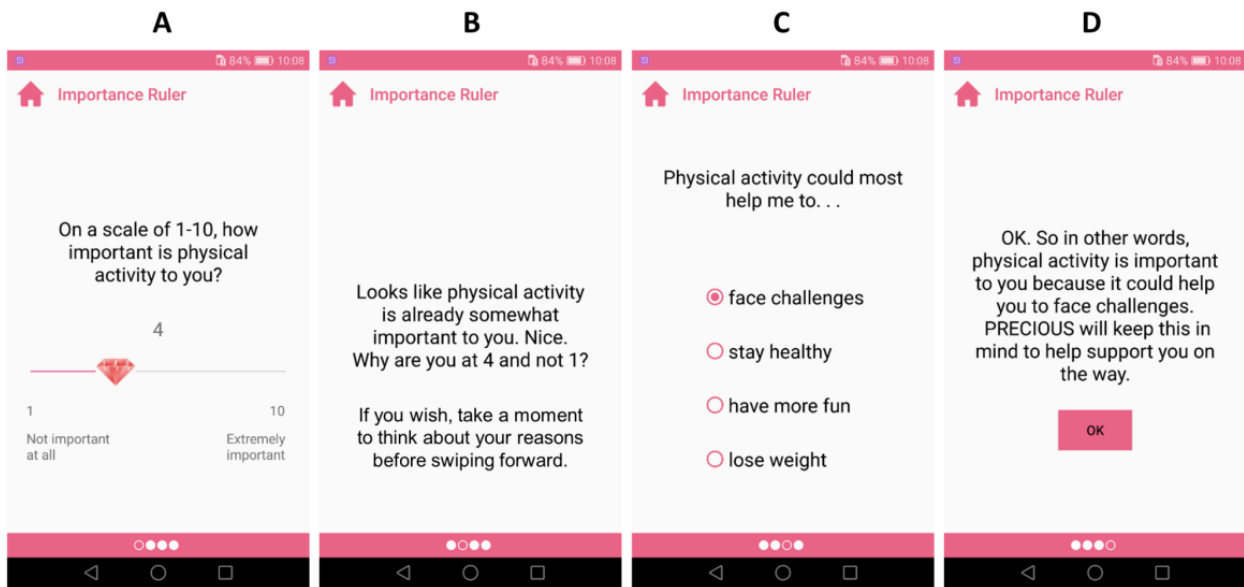 A
84% 10:08
Importance Ruler
On a scale of 1-10, how
important is physical
activity to you?
4
1
10
Not important
at all
Extremely
important
B
84% 10:08
Importance Ruler
Looks like physical activity
is already somewhat
important to you. Nice.
Why are you at 4 and not 1?
If you wish, take a moment
to think about your reasons
before swiping forward.
C
84% 10:08
Importance Ruler
Physical activity could most
help me to. . .
face challenges
stay healthy
have more fun
lose weight
D
84% 10:08
Importance Ruler
OK. So in other words,
physical activity is important
to you because it could help
you to face challenges.
PRECIOUS will keep this in
mind to help support you on
the way.
OK